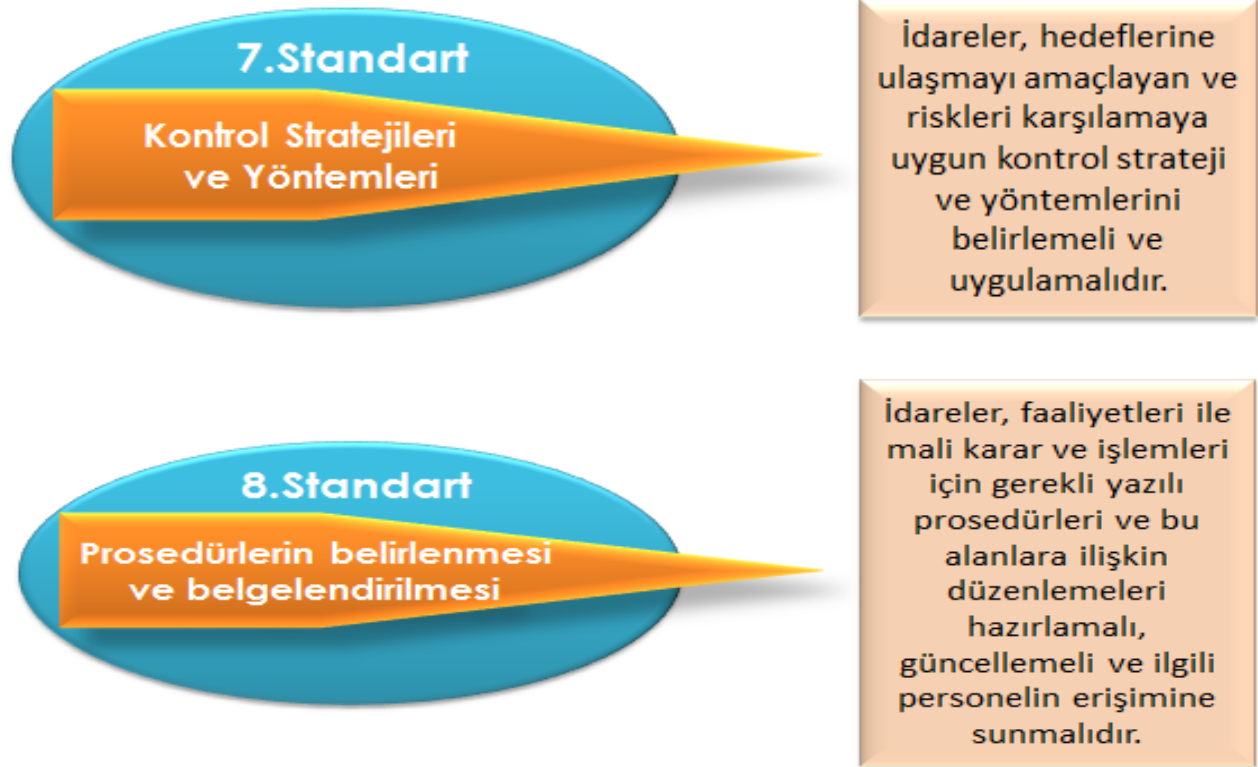 7.Standart
Kontrol Stratejileri
ve Yöntemleri
İdareler, hedeflerine
ulaşmayı amaçlayan ve
riskleri karşılamaya
uygun kontrol strateji
ve yöntemlerini
belirlemeli ve
uygulamalıdır.
8.Standart
Prosedürlerin belirlenmesi
ve belgelendirilmesi
İdareler, faaliyetleri ile
mali karar ve işlemleri
için gerekli yazılı
prosedürleri ve bu
alanlara ilişkin
düzenlemeleri
hazırlamalı,
güncellemeli ve ilgili
personelin erişimine
sunmalıdır.